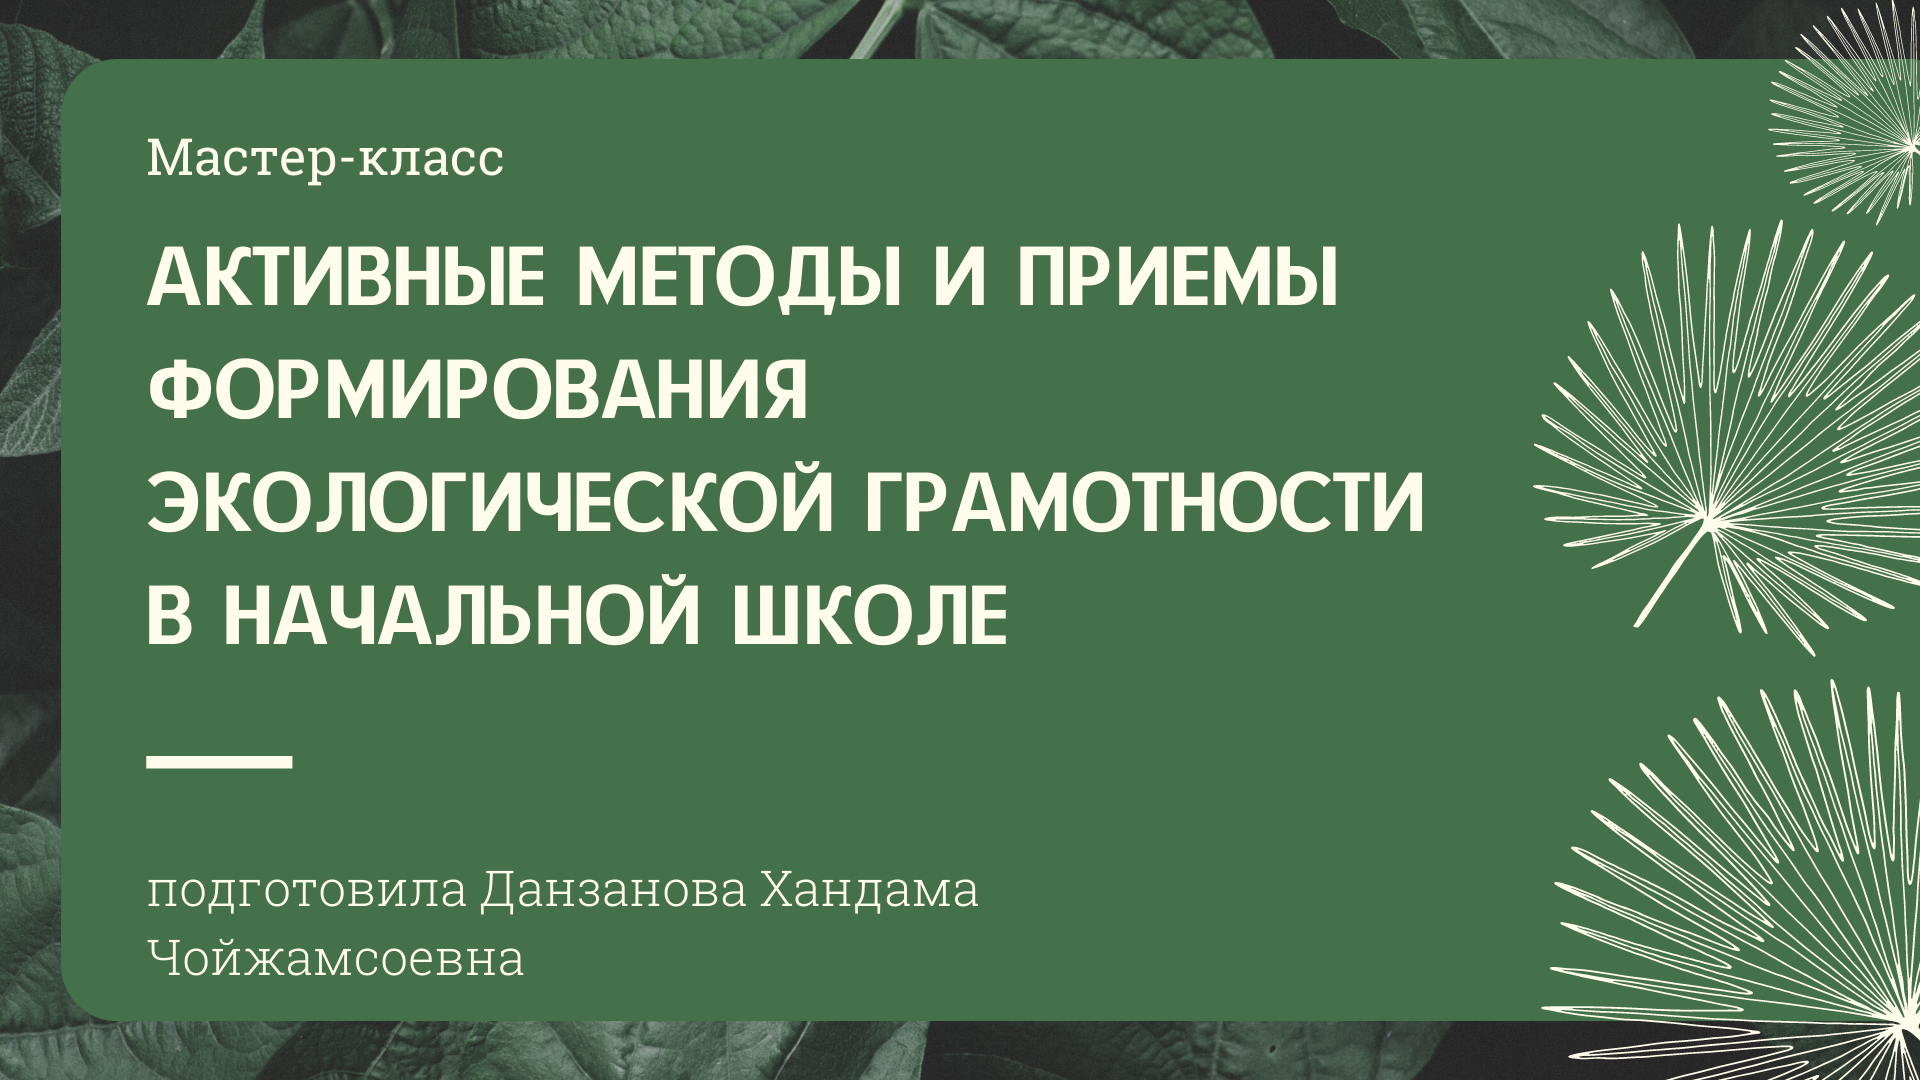 Мастер-класс
АКТИВНЫЕ МЕТОДЫ И ПРИЕМЫ
ФОРМИРОВАНИЯ
ЭКОЛОГИЧЕСКОЙ ГРАМОТНОСТИ
В НАЧАЛЬНОЙ ШКОЛЕ
подготовила Данзанова Хандама
Чойжамсоевна